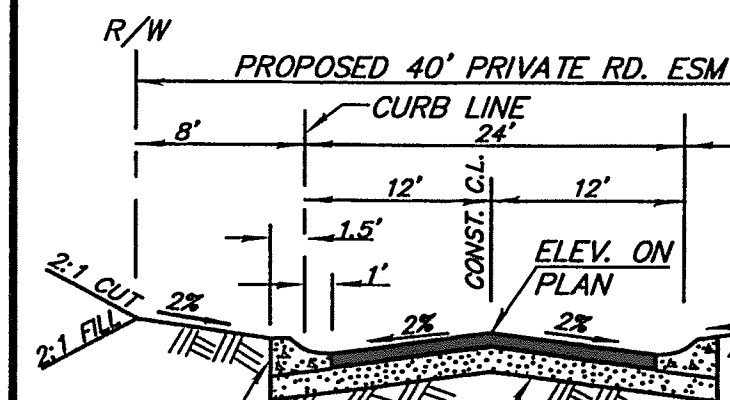 R/W
PROPOSED 40' PRIVATE RD. ESM
CURB LINE
8'
24'
12'
CONST. C.L.
12'
1.5'
1'
ELEV. ON
PLAN
2:1 CUT
2%
2:1 FILL
2%
2%